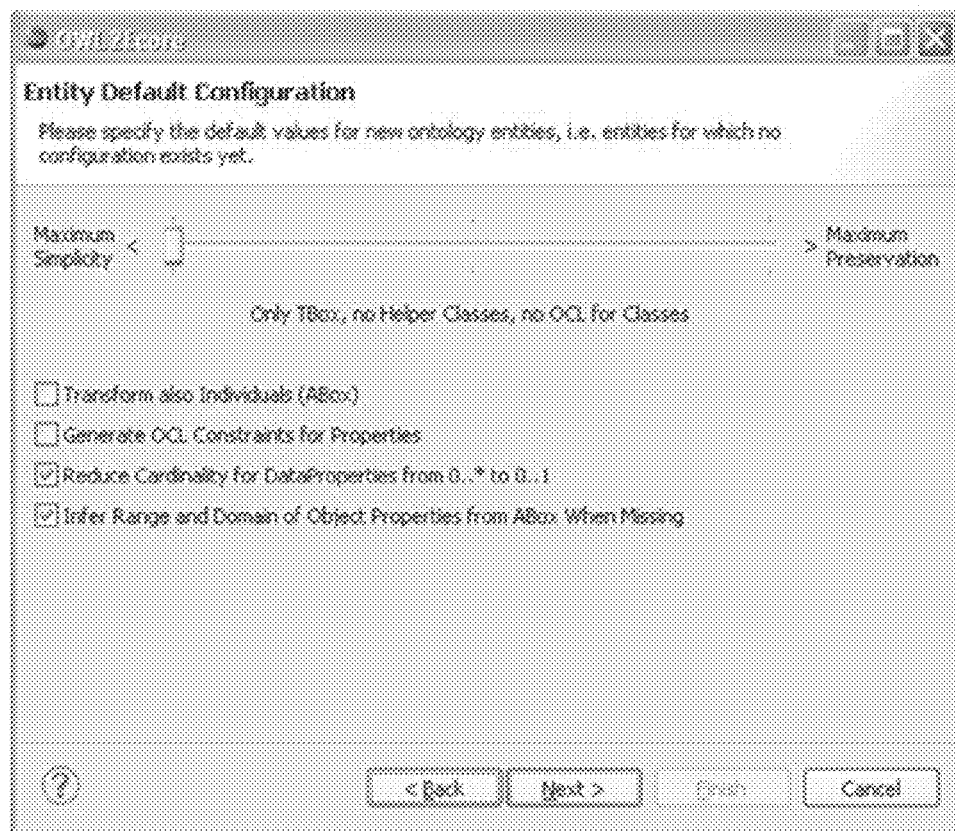 OWL2Ecore
Entity Default Configuration
Please specify the default values for new ontology entities, i.e. entities for which no
configuration exists yet.
Maximum
Simplicity
<
>
Maximum
Preservation
Only TBox, no Helper Classes, no OCL for Classes
Transform also Individuals (ABox)
Generate OCL Constraints for Properties
Reduce Cardinality for DataProperties from 0..* to 0..1
Infer Range and Domain of Object Properties from ABox When Missing
?
< Back
Next >
Finish
Cancel